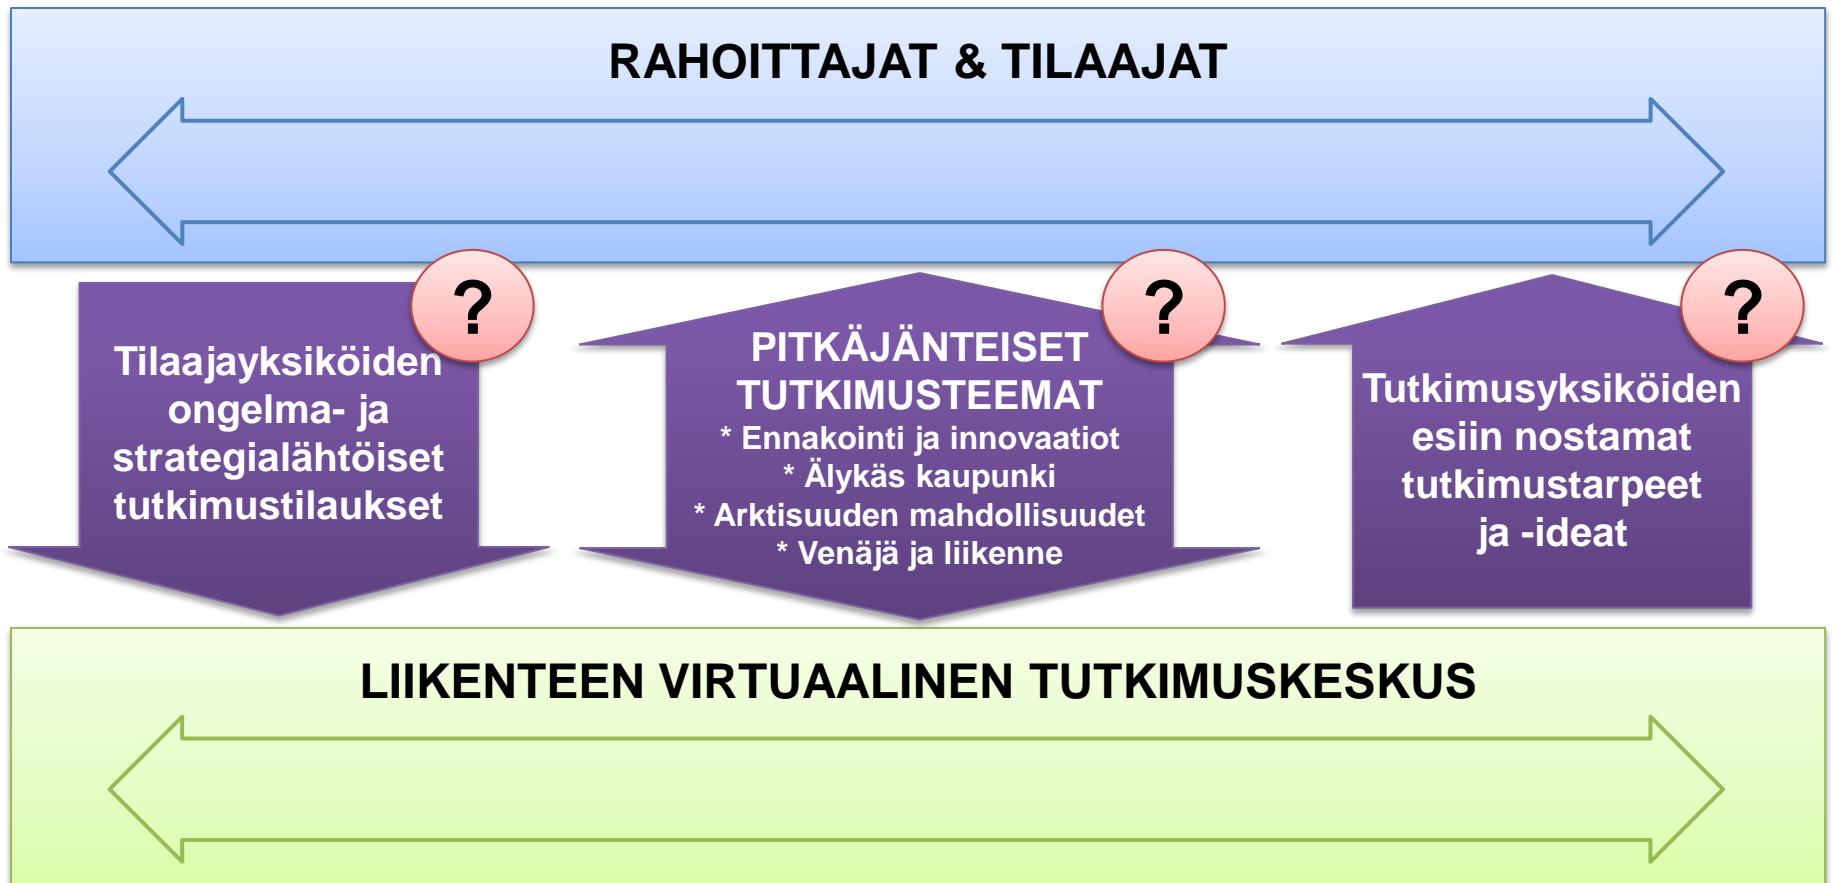 RAHOITTAJAT & TILAAJAT
?
Tilaajayksiköiden
ongelma- ja
strategialähtöiset
tutkimustilaukset
?
PITKÄJÄNTEISET
TUTKIMUSTEEMAT
* Ennakointi ja innovaatiot
* Älykäs kaupunki
* Arktisuuden mahdollisuudet
* Venäjä ja liikenne
?
Tutkimusyksiköiden
esiin nostamat
tutkimustarpeet
ja -ideat
LIIKENTEEN VIRTUAALINEN TUTKIMUSKESKUS